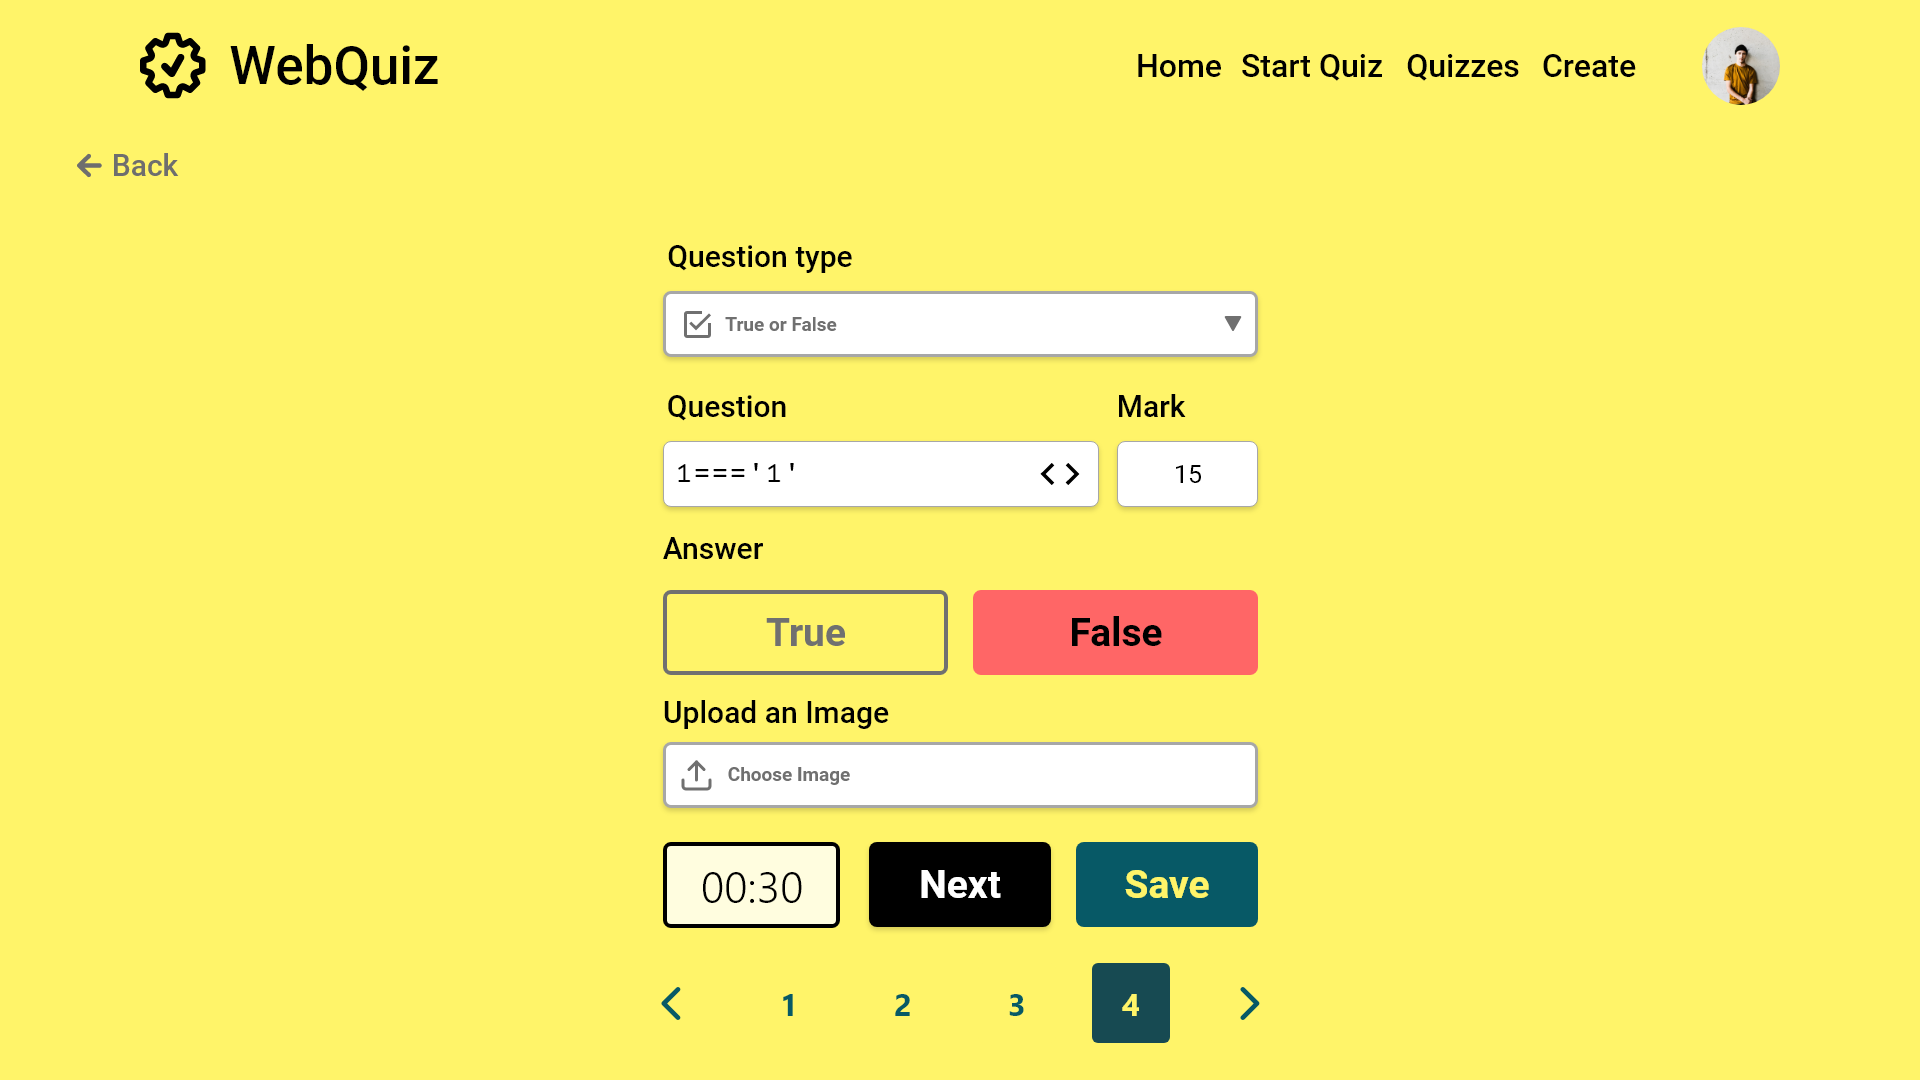 WebQuiz
Home Start Quiz Quizzes Create
Back
Question type
True or False
Question Mark
1==='1' < > 15
Answer
True False
Upload an Image
Choose Image
00:30 Next Save
1 2 3 4